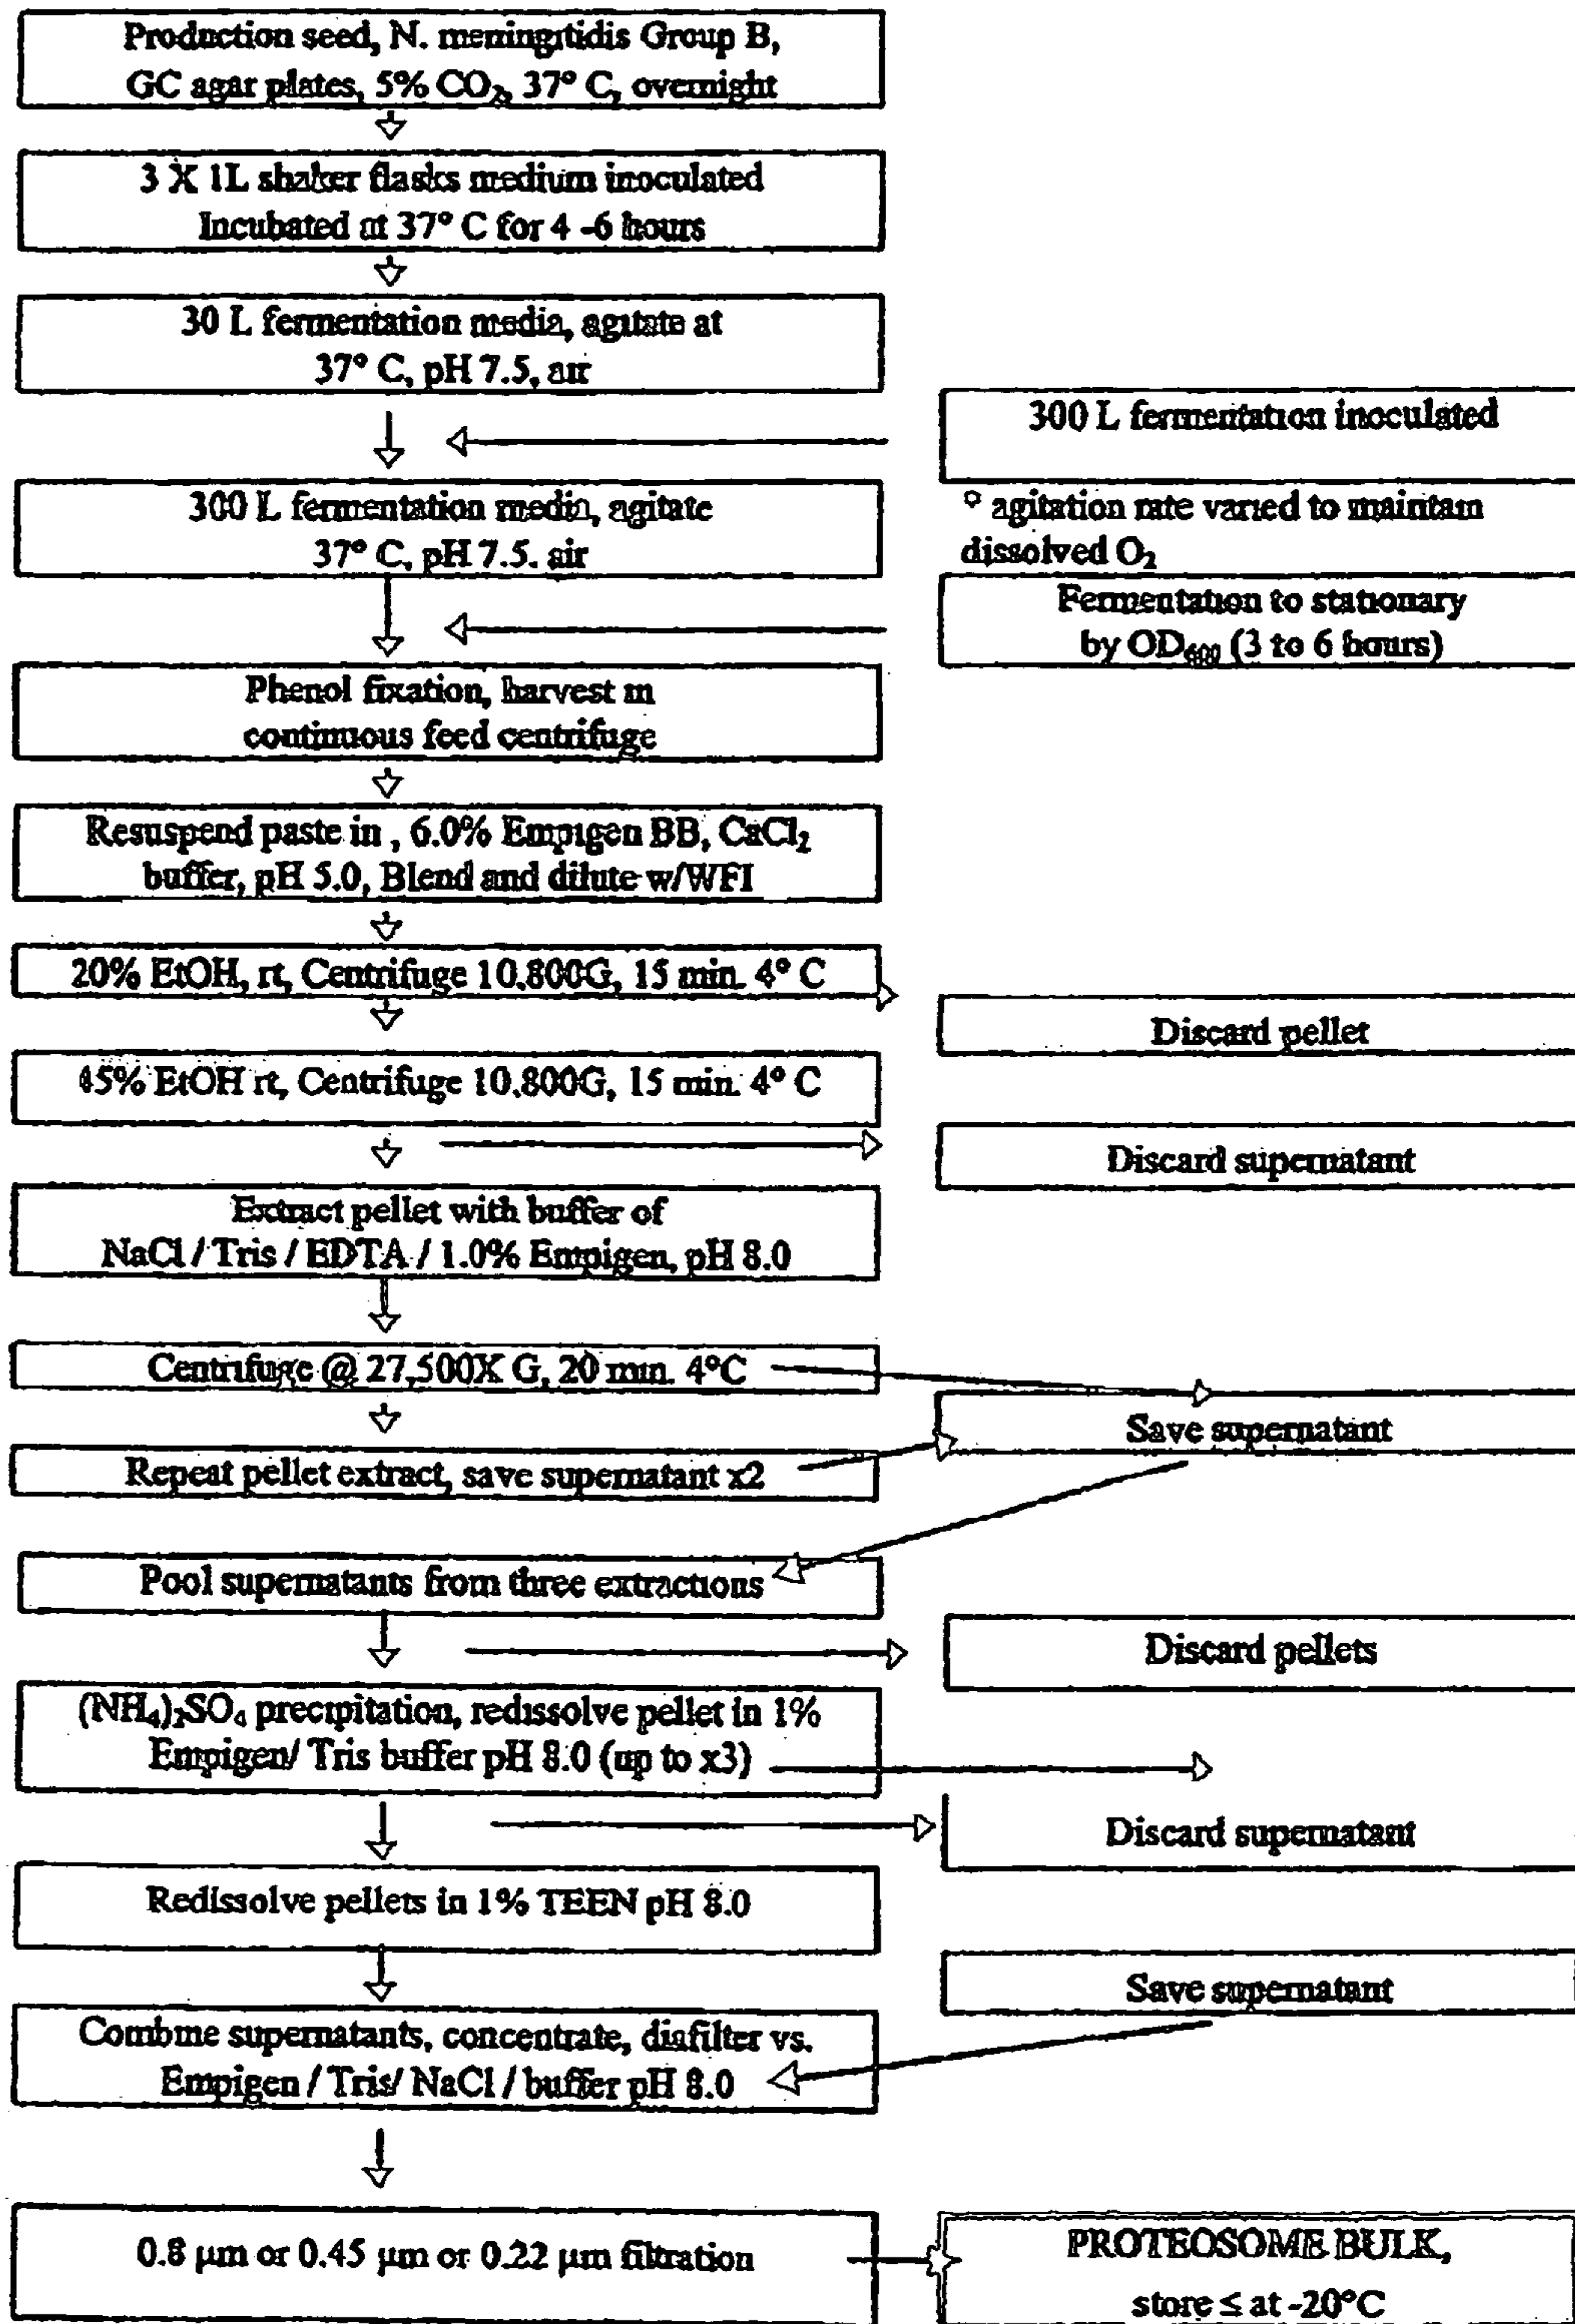 Production seed, N. meningitidis Group B,
GC agar plates, 5% CO₂, 37° C, overnight
3 X 1L shaker flasks medium inoculated
Incubated at 37° C for 4 -6 hours
30 L fermentation media, agitate at
37° C, pH 7.5, air
300 L fermentation inoculated
300 L fermentation media, agitate
37° C, pH 7.5. air
° agitation rate varied to maintain
dissolved O₂
Fermentation to stationary
by OD₆₀₀ (3 to 6 hours)
Phenol fixation, harvest in
continuous feed centrifuge
Resuspend paste in , 6.0% Empigen BB, CaCl₂
buffer, pH 5.0, Blend and dilute w/WFI
20% EtOH, rt, Centrifuge 10.800G, 15 min. 4° C
Discard pellet
45% EtOH rt, Centrifuge 10.800G, 15 min. 4° C
Discard supernatant
Extract pellet with buffer of
NaCl / Tris / EDTA / 1.0% Empigen, pH 8.0
Centrifuge @ 27,500X G, 20 min. 4°C
Save supernatant
Repeat pellet extract, save supernatant x2
Pool supernatants from three extractions
Discard pellets
(NH₄)₂SO₄ precipitation, redissolve pellet in 1%
Empigen/ Tris buffer pH 8.0 (up to x3)
Discard supernatant
Redissolve pellets in 1% TEEN pH 8.0
Save supernatant
Combine supernatants, concentrate, diafilter vs.
Empigen / Tris/ NaCl / buffer pH 8.0
0.8 µm or 0.45 µm or 0.22 µm filtration
PROTEOSOME BULK,
store ≤ at -20°C